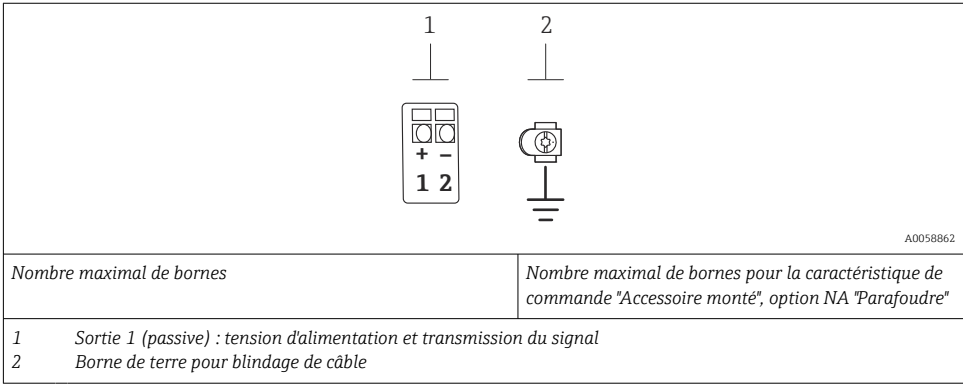 1 2
+ –
1 2
A0058862
Nombre maximal de bornes
Nombre maximal de bornes pour la caractéristique de
commande "Accessoire monté", option NA "Parafoudre"
1 Sortie 1 (passive) : tension d'alimentation et transmission du signal
2 Borne de terre pour blindage de câble